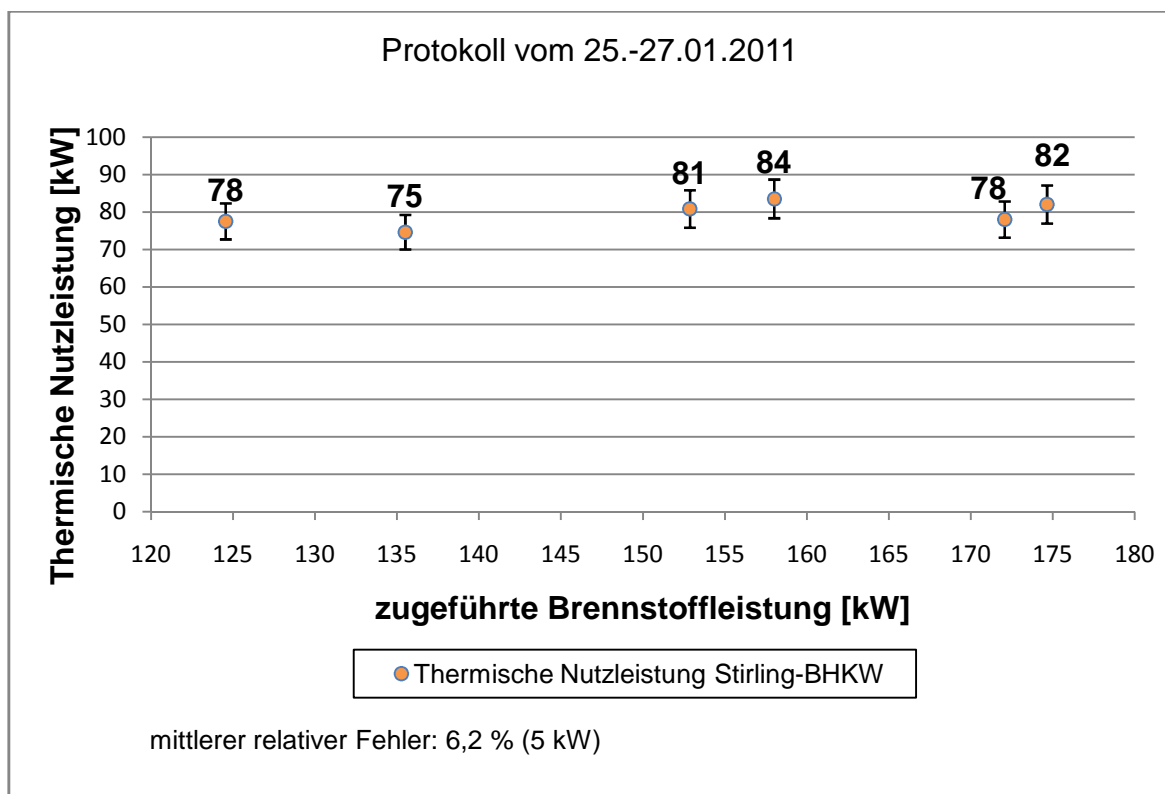 Protokoll vom 25.-27.01.2011
Thermische Nutzleistung [kW]
100
90
80
70
60
50
40
30
20
10
0
78
75
81
84
78
82
120 125 130 135 140 145 150 155 160 165 170 175 180
zugeführte Brennstoffleistung [kW]
Thermische Nutzleistung Stirling-BHKW
mittlerer relativer Fehler: 6,2 % (5 kW)